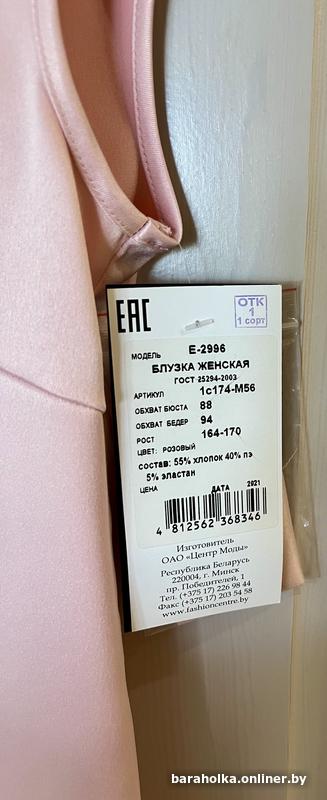 EAC
ОТК
1
1 сорт
МОДЕЛЬ E-2996
БЛУЗКА ЖЕНСКАЯ
ГОСТ 25294-2003
АРТИКУЛ 1с174-М56
ОБХВАТ БЮСТА 88
ОБХВАТ БЕДЕР 94
РОСТ 164-170
ЦВЕТ: РОЗОВЫЙ
состав: 55% хлопок 40% пэ
5% эластан
ЦЕНА ДАТА 2021
4 812562 368346
Изготовитель
ОАО «Центр Моды»
Республика Беларусь
220004, г. Минск
пр. Победителей, 1
Тел. (+375 17) 226 98 44
Факс (+375 17) 203 54 58
www.fashioncentre.by
baraholka.onliner.by